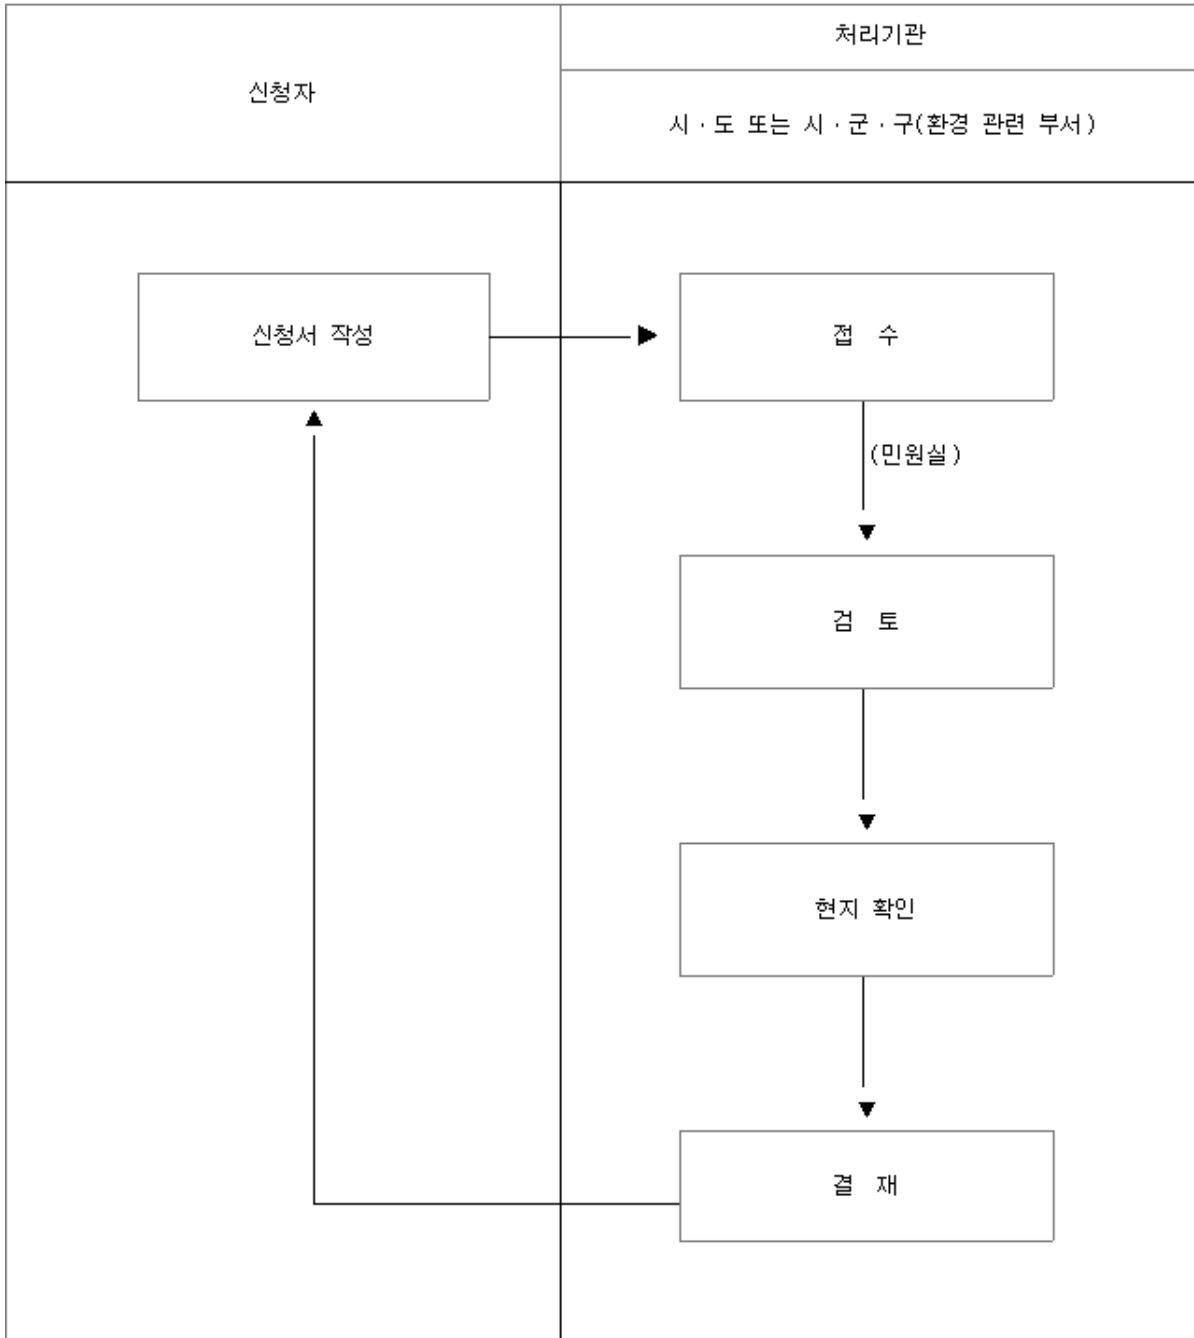 신청자
처리기관
시·도 또는 시·군·구(환경 관련 부서)
신청서 작성
접 수
(민원실)
검 토
현지 확인
결 재